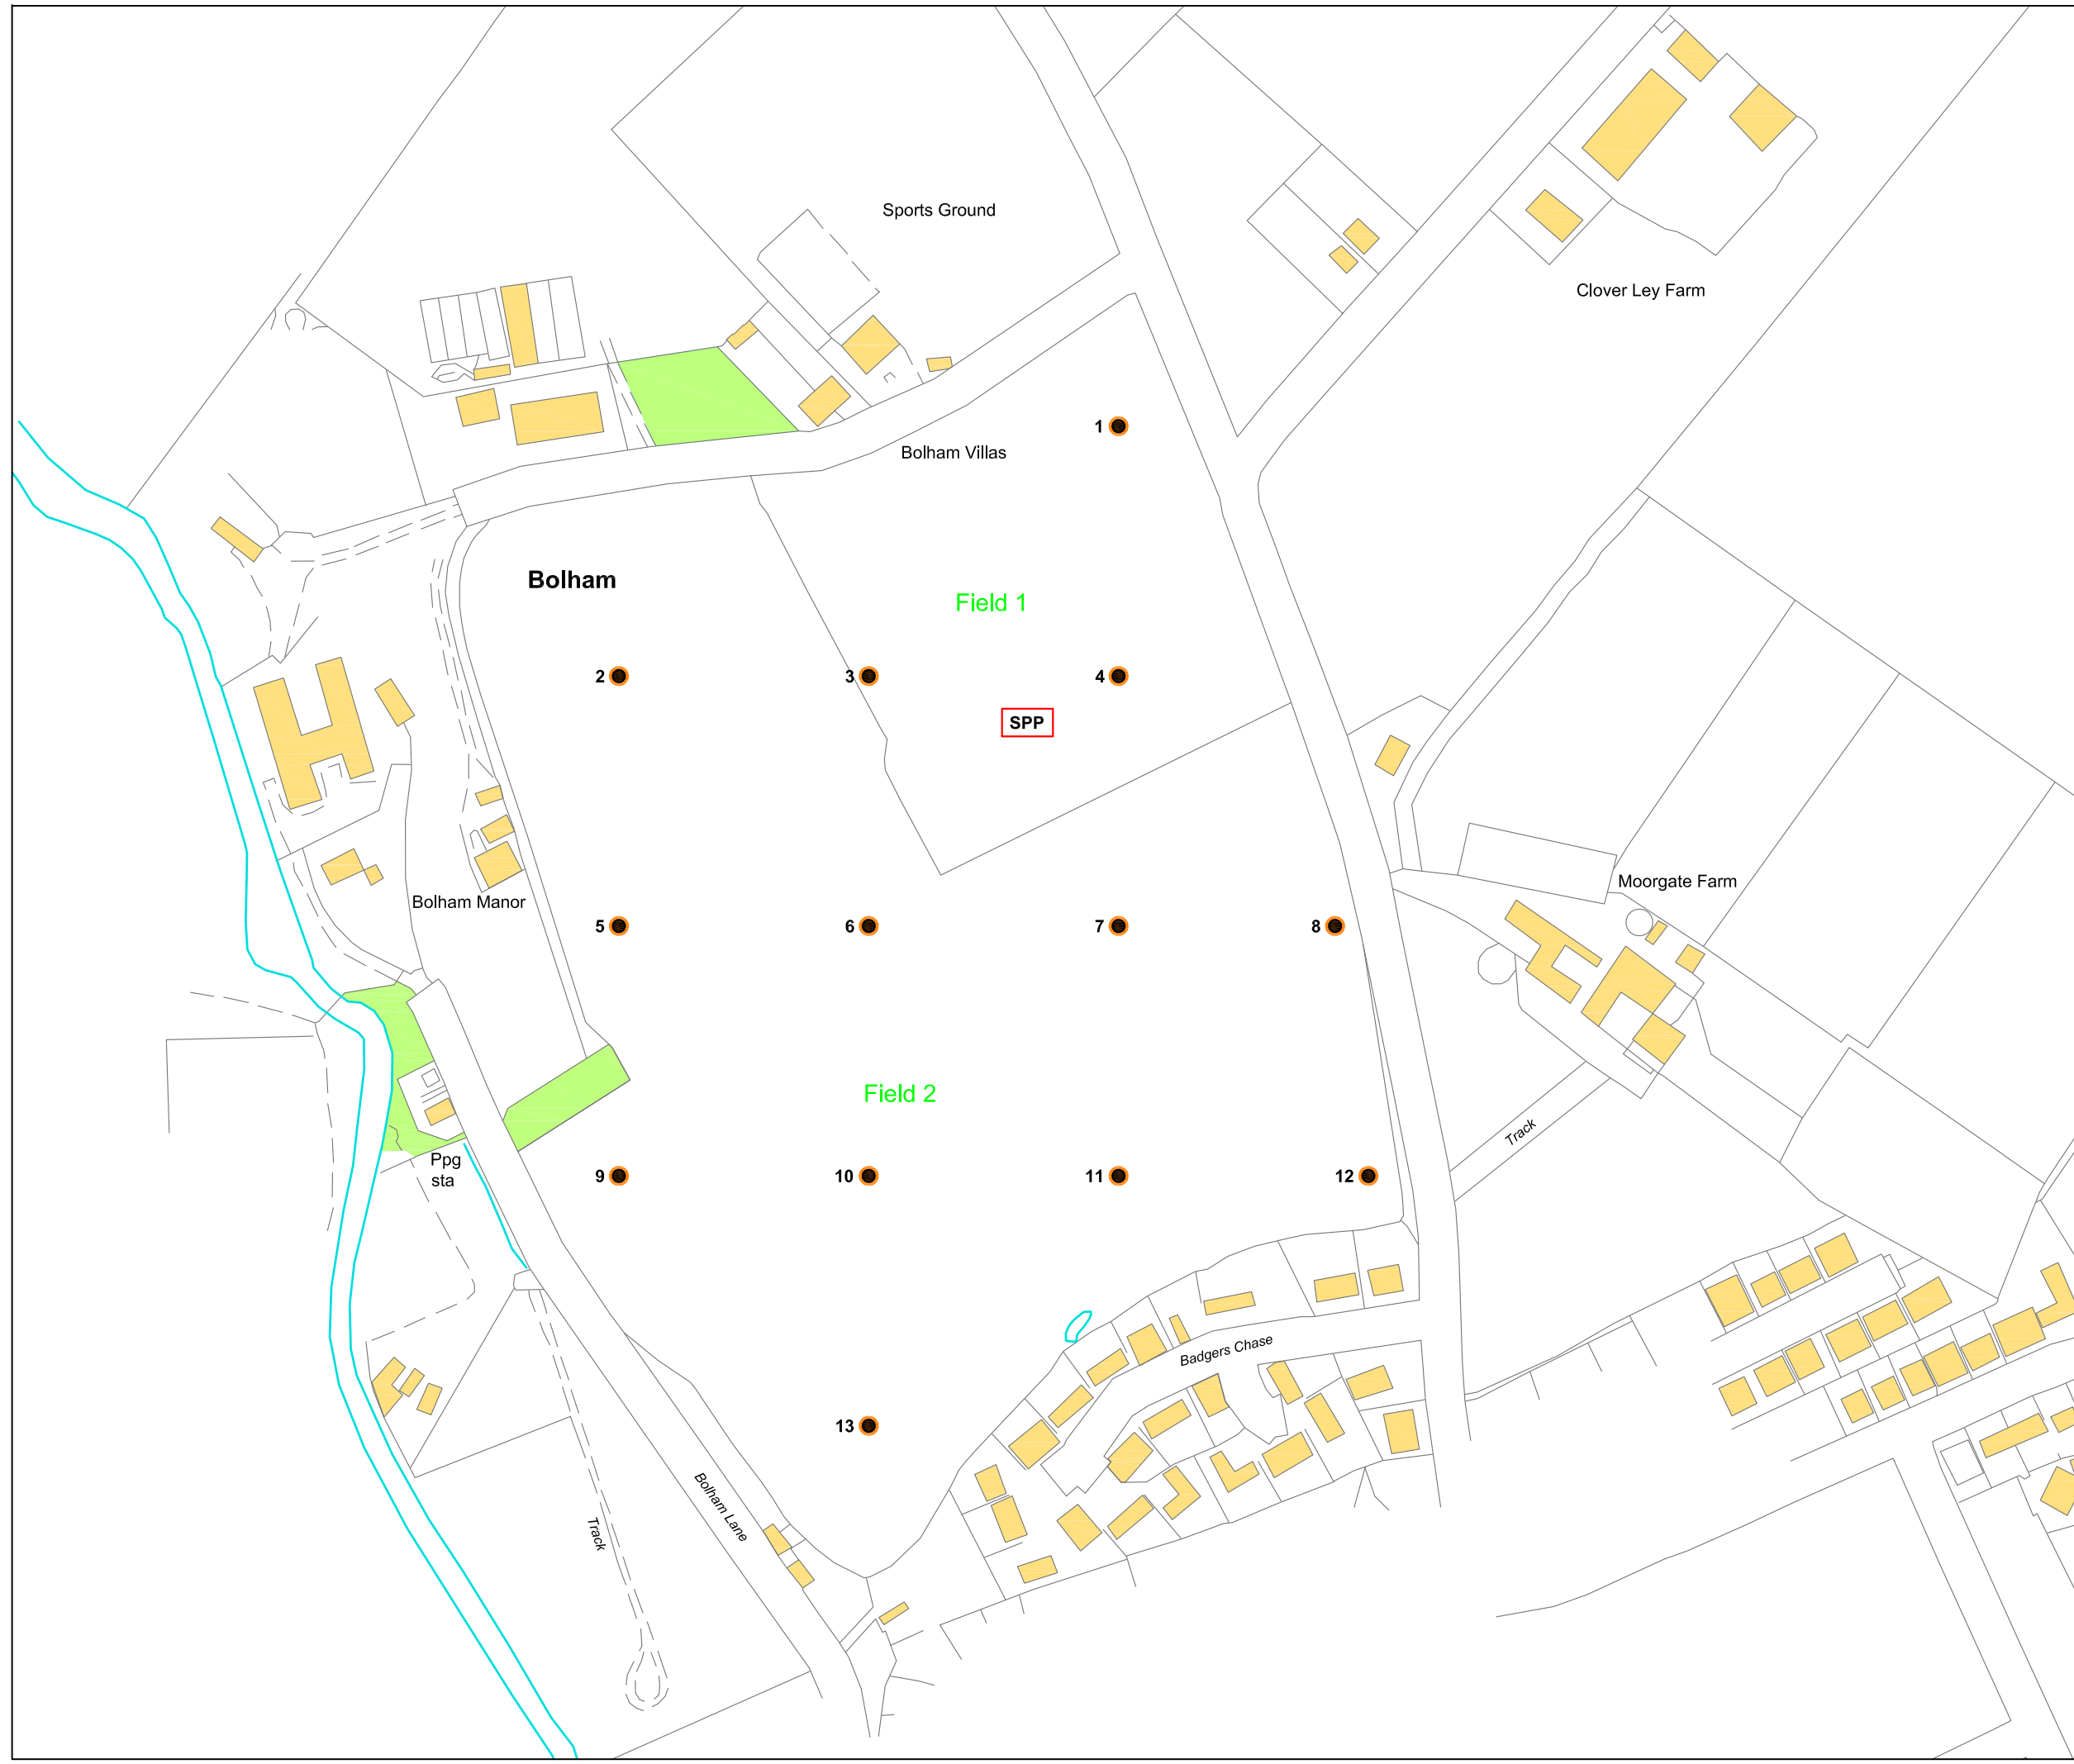 Sports Ground
Clover Ley Farm
1
Bolham Villas
Bolham
Field 1
2
3
4
SPP
Moorgate Farm
Bolham Manor
5
6
7
8
Field 2
Track
Ppg
sta
9
10
11
12
Badgers Chase
13
Bolham Lane
Track